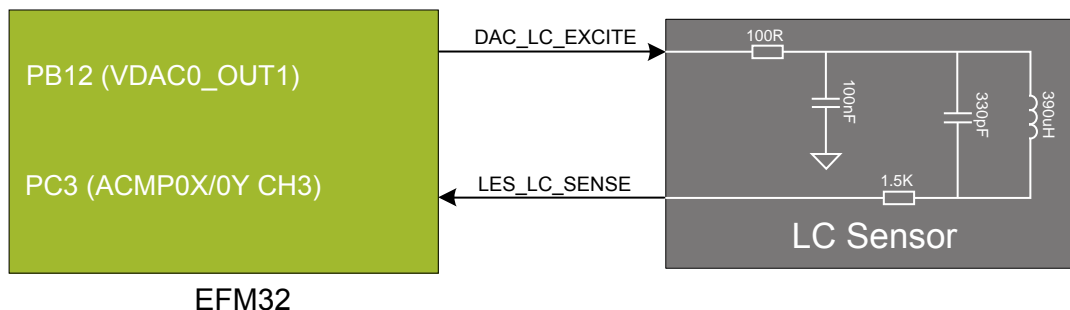 DAC_LC_EXCITE
100R
PB12 (VDAC0_OUT1)
100nF
330pF
390uH
PC3 (ACMP0X/0Y CH3)
LES_LC_SENSE
1.5K
LC Sensor
EFM32